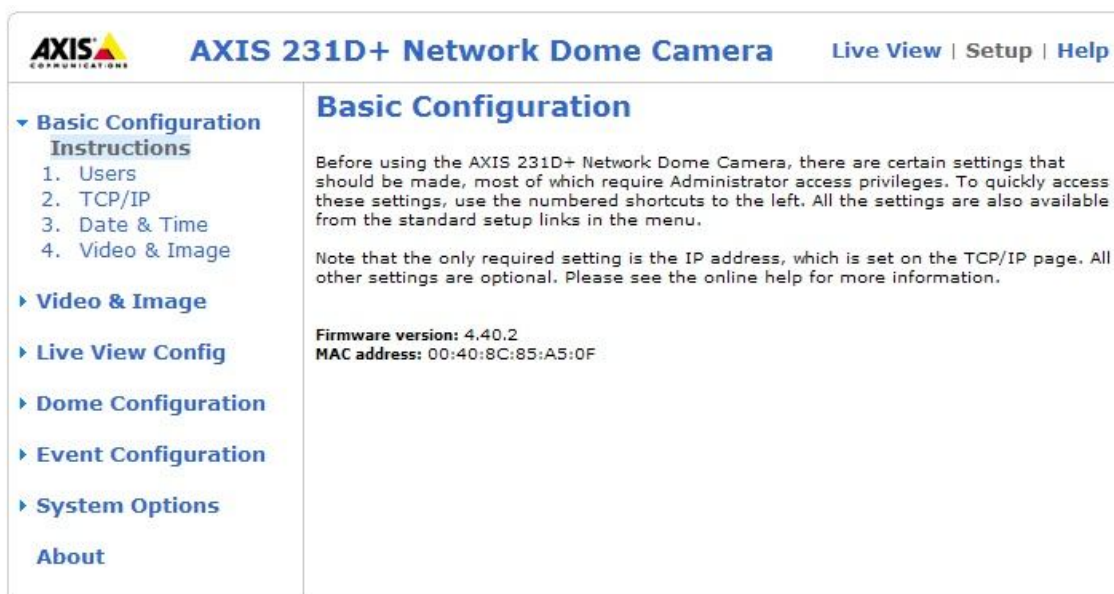 AXIS
COMMUNICATIONS
AXIS 231D+ Network Dome Camera
Live View | Setup | Help
Basic Configuration
Instructions
1. Users
2. TCP/IP
3. Date & Time
4. Video & Image
Video & Image
Live View Config
Dome Configuration
Event Configuration
System Options
About
Basic Configuration
Before using the AXIS 231D+ Network Dome Camera, there are certain settings that
should be made, most of which require Administrator access privileges. To quickly access
these settings, use the numbered shortcuts to the left. All the settings are also available
from the standard setup links in the menu.
Note that the only required setting is the IP address, which is set on the TCP/IP page. All
other settings are optional. Please see the online help for more information.
Firmware version: 4.40.2
MAC address: 00:40:8C:85:A5:0F